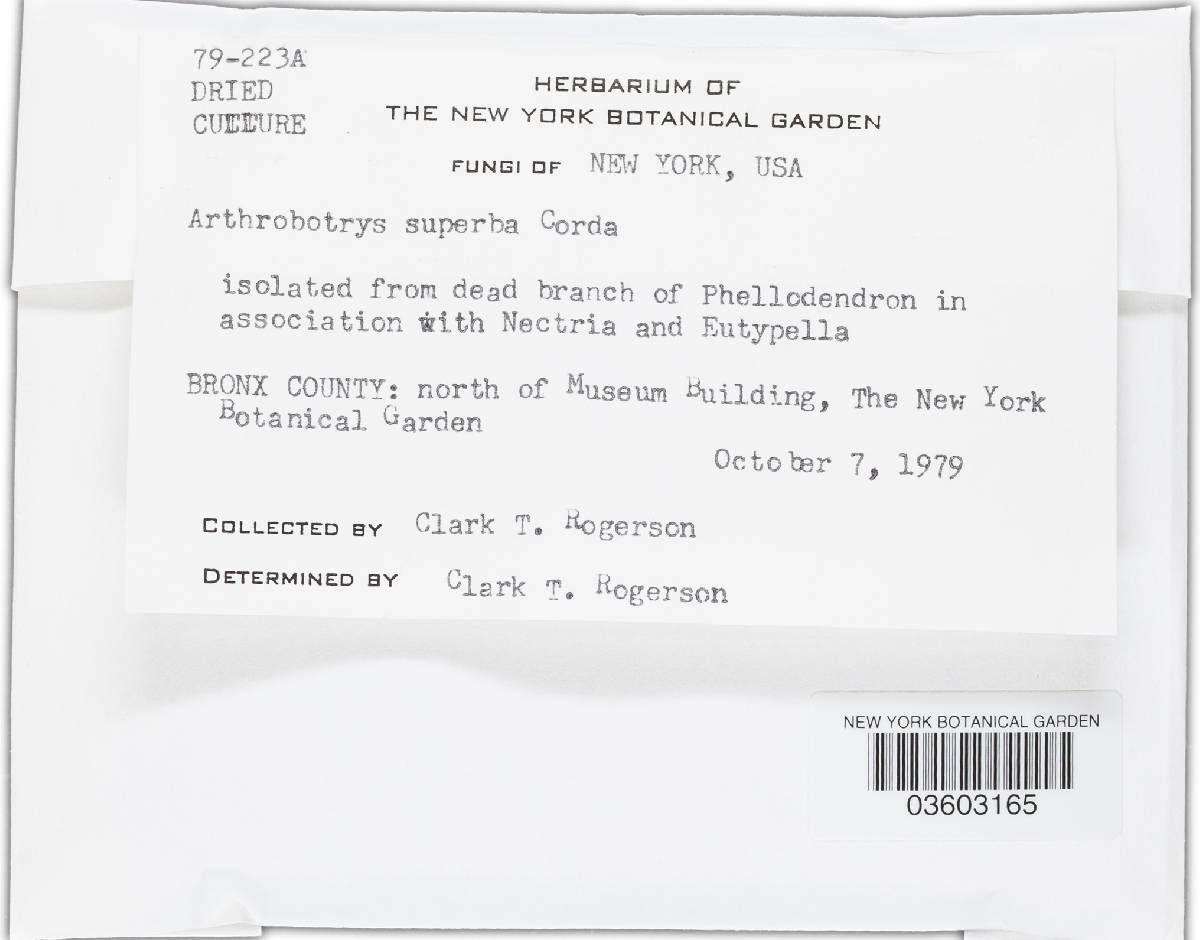 79-223A
DRIED
CULTURE
HERBARIUM OF
THE NEW YORK BOTANICAL GARDEN
FUNGI OF NEW YORK, USA
Arthrobotrys superba Corda
isolated from dead branch of Phellodendron in
association with Nectria and Eutypella
BRONX COUNTY: north of Museum Building, The New York
Botanical Garden
October 7, 1979
COLLECTED BY Clark T. Rogerson
DETERMINED BY Clark T. Rogerson
NEW YORK BOTANICAL GARDEN
03603165